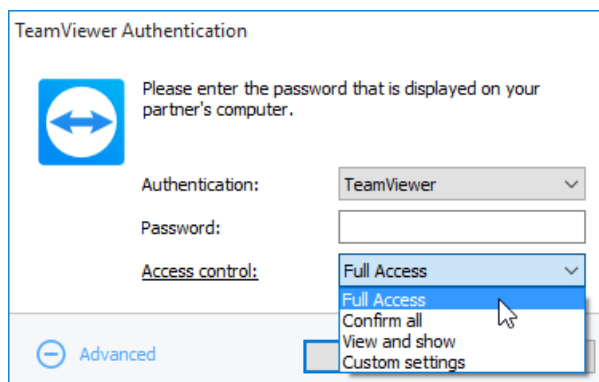 TeamViewer Authentication
Please enter the password that is displayed on your
partner's computer.
Authentication: TeamViewer
Password:
Access control: Full Access
Full Access
Confirm all
View and show
Custom settings
Advanced